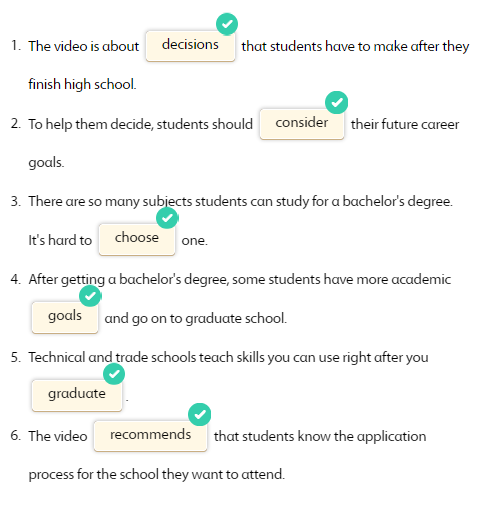 1. The video is about decisions that students have to make after they
finish high school.
2. To help them decide, students should consider their future career
goals.
3. There are so many subjects students can study for a bachelor's degree.
It's hard to choose one.
4. After getting a bachelor's degree, some students have more academic
goals and go on to graduate school.
5. Technical and trade schools teach skills you can use right after you
graduate.
6. The video recommends that students know the application
process for the school they want to attend.